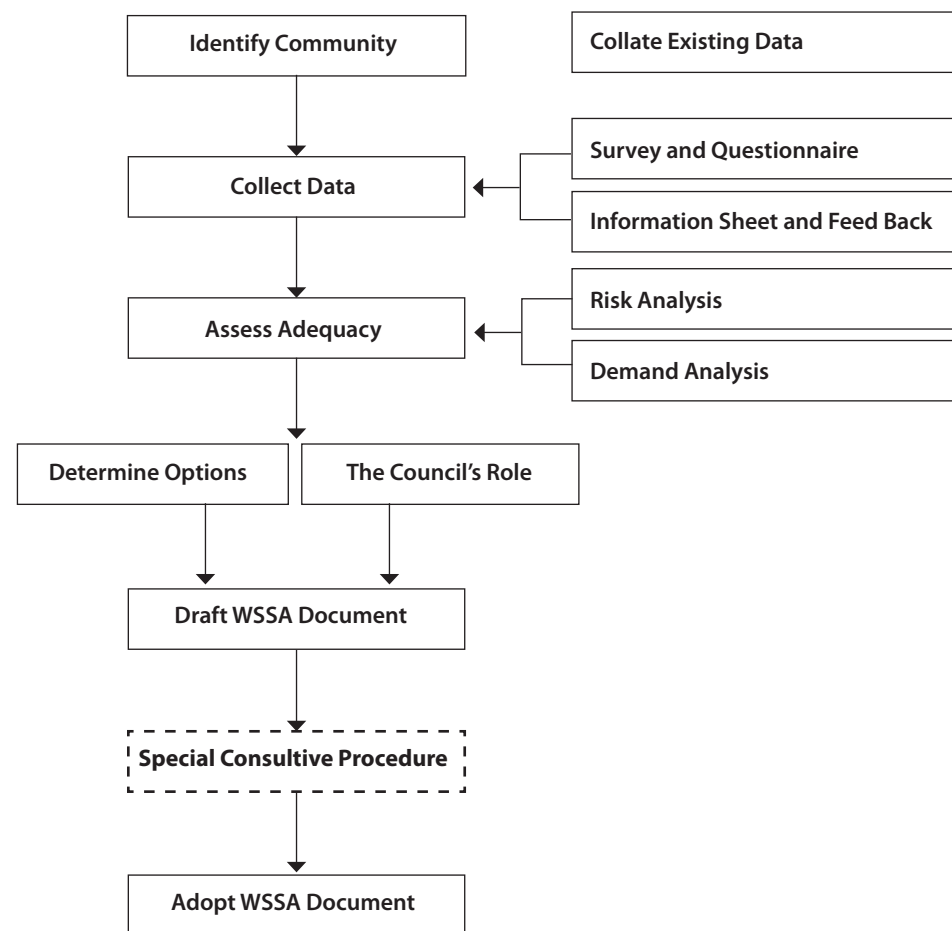 Identify Community
Collate Existing Data
Survey and Questionnaire
Collect Data
Information Sheet and Feed Back
Risk Analysis
Assess Adequacy
Demand Analysis
Determine Options
The Council's Role
Draft WSSA Document
Special Consultive Procedure
Adopt WSSA Document